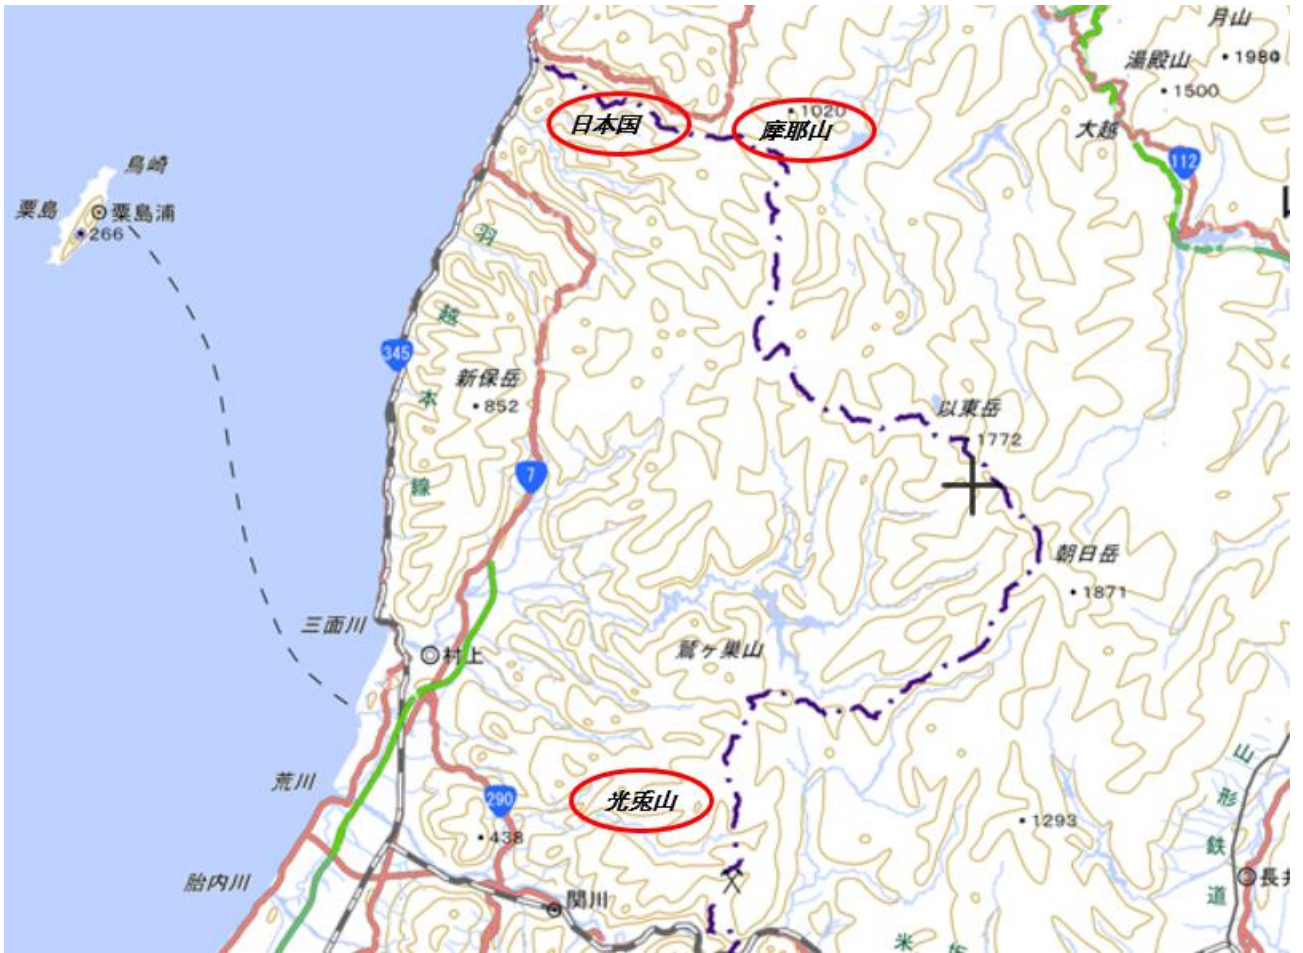 月山
・1980
湯殿山
・1500
・1020
日本国
摩耶山
大越
112
鳥崎
粟島
粟島浦
266
羽
越
345
新保岳
・852
本
以東岳
1772
7
線
朝日岳
・1871
三面川
村上
鷲ヶ巣山
山
荒川
290
光兎山
形
・1293
・438
鉄
胎内川
関川
道
長井
米